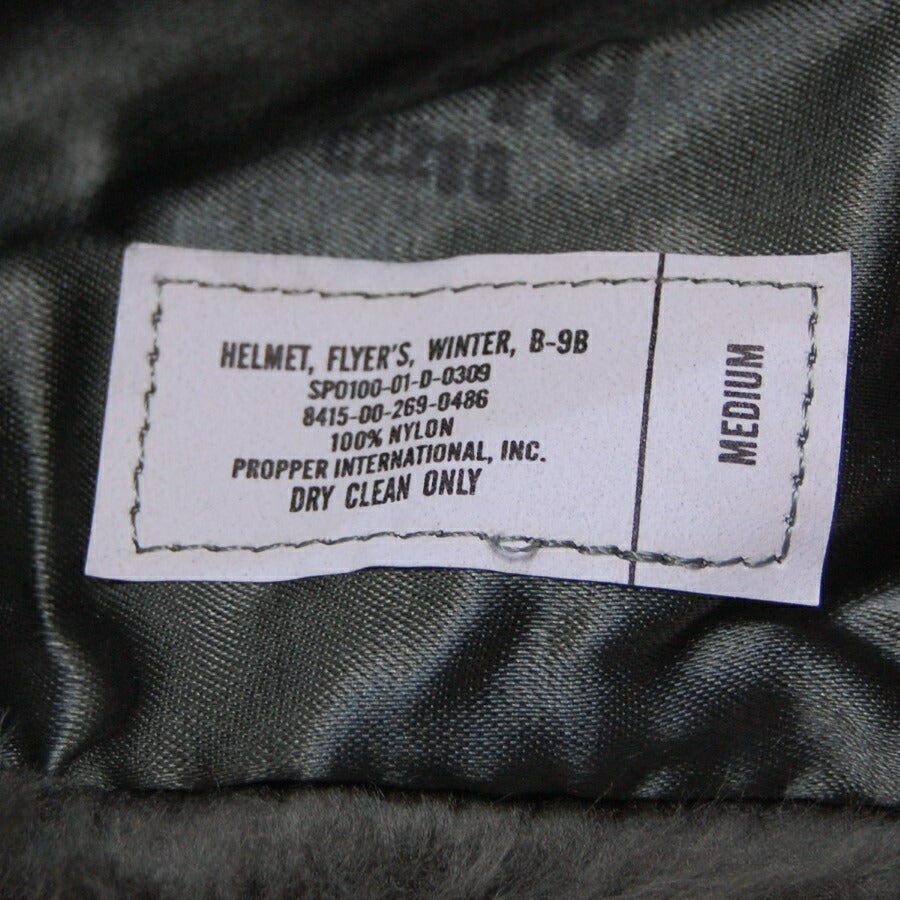 HELMET, FLYER'S, WINTER, B-9B
SPO100-01-D-0309
8415-00-269-0486
100% NYLON
PROPPER INTERNATIONAL, INC.
DRY CLEAN ONLY
MEDIUM